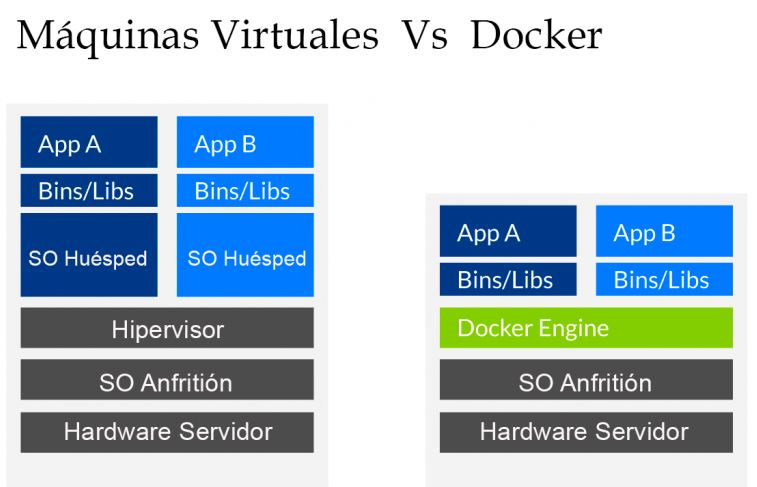 Máquinas Virtuales Vs Docker
App A
App B
Bins/Libs
Bins/Libs
SO Huésped
SO Huésped
Hipervisor
SO Anfritión
Hardware Servidor
App A
App B
Bins/Libs
Bins/Libs
Docker Engine
SO Anfritión
Hardware Servidor